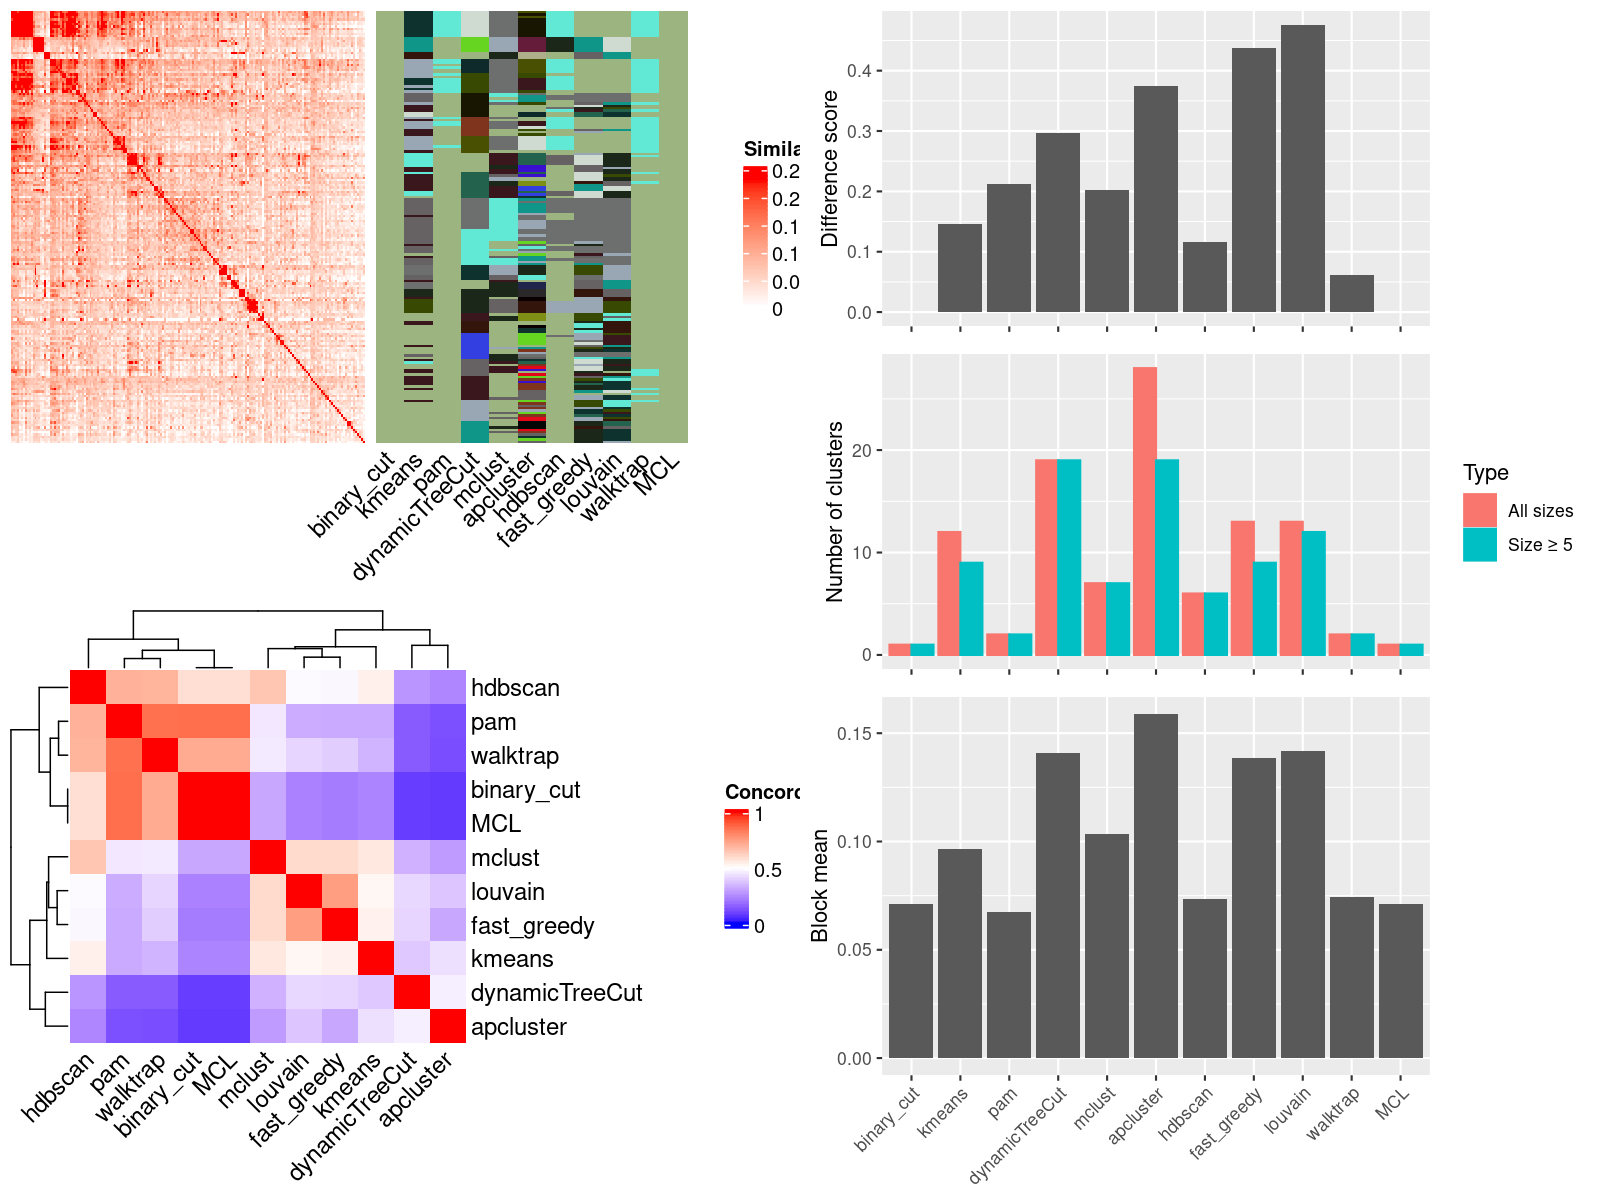 Simila
0.2
0.2
0.1
0.1
0.0
0
binary_cut
kmeans
pam
dynamicTreeCut
mclust
apcluster
hdbscan
fast_greedy
louvain
walktrap
MCL
hdbscan
pam
walktrap
binary_cut
MCL
mclust
louvain
fast_greedy
kmeans
dynamicTreeCut
apcluster
hdbscan
pam
walktrap
binary_cut
MCL
mclust
louvain
fast_greedy
kmeans
dynamicTreeCut
apcluster
Concord
1
0.5
0
Difference score
0.4
0.3
0.2
0.1
0.0
Number of clusters
20
10
0
Type
All sizes
Size ≥ 5
Block mean
0.15
0.10
0.05
0.00
binary_cut
kmeans
pam
dynamicTreeCut
mclust
apcluster
hdbscan
fast_greedy
louvain
walktrap
MCL